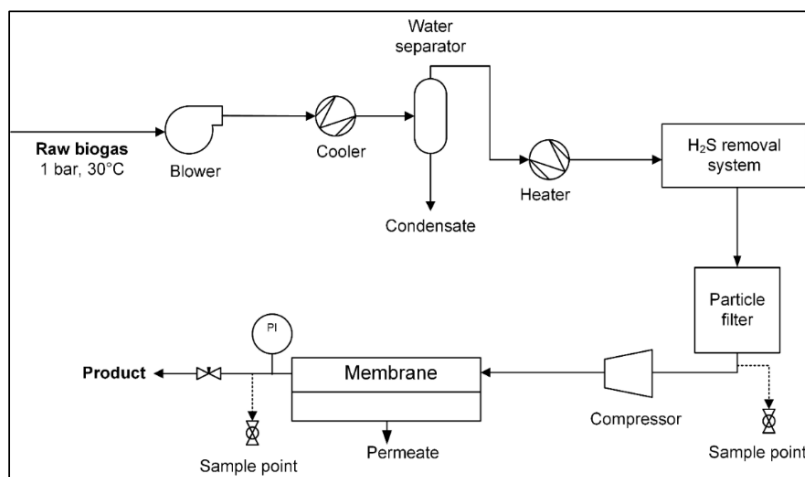 Water
separator
Raw biogas
1 bar, 30°C
Blower
Cooler
Condensate
Heater
H₂S removal
system
Particle
filter
PI
Product
Membrane
Compressor
Sample point
Permeate
Sample point